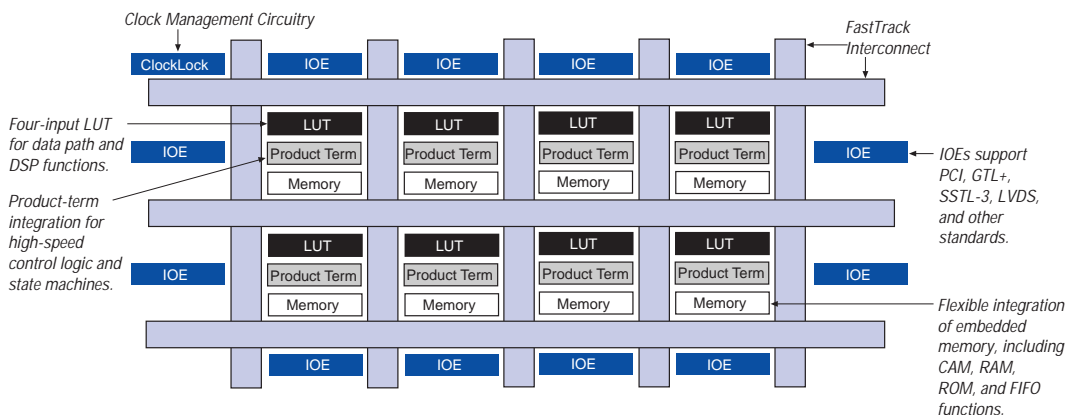 Clock Management Circuitry
FastTrack
Interconnect
ClockLock
IOE
IOE
IOE
IOE
Four-input LUT
for data path and
DSP functions.
LUT
LUT
LUT
LUT
IOE
Product Term
Product Term
Product Term
Product Term
IOE
IOEs support
PCI, GTL+,
SSTL-3, LVDS,
and other
standards.
Memory
Memory
Memory
Memory
Product-term
integration for
high-speed
control logic and
state machines.
LUT
LUT
LUT
LUT
IOE
Product Term
Product Term
Product Term
Product Term
IOE
Memory
Memory
Memory
Memory
Flexible integration
of embedded
memory, including
CAM, RAM,
ROM, and FIFO
functions.
IOE
IOE
IOE
IOE